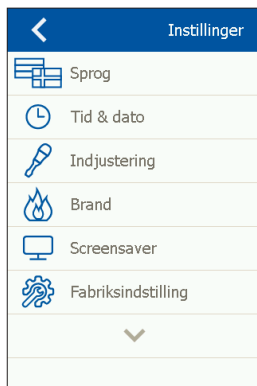 Instillinger
Sprog
Tid & dato
Indjustering
Brand
Screensaver
Fabriksindstilling